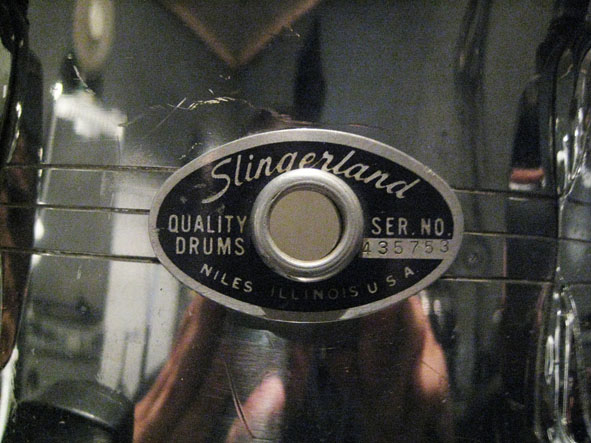 Slingerland
QUALITY DRUMS
SER. NO.
435753
NILES ILLINOIS USA